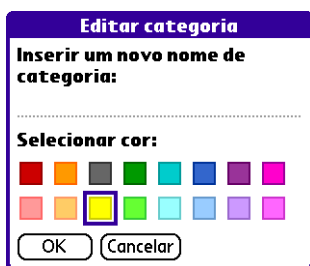 Editar categoria
Inserir um novo nome de
categoria:
Selecionar cor:
OK Cancelar